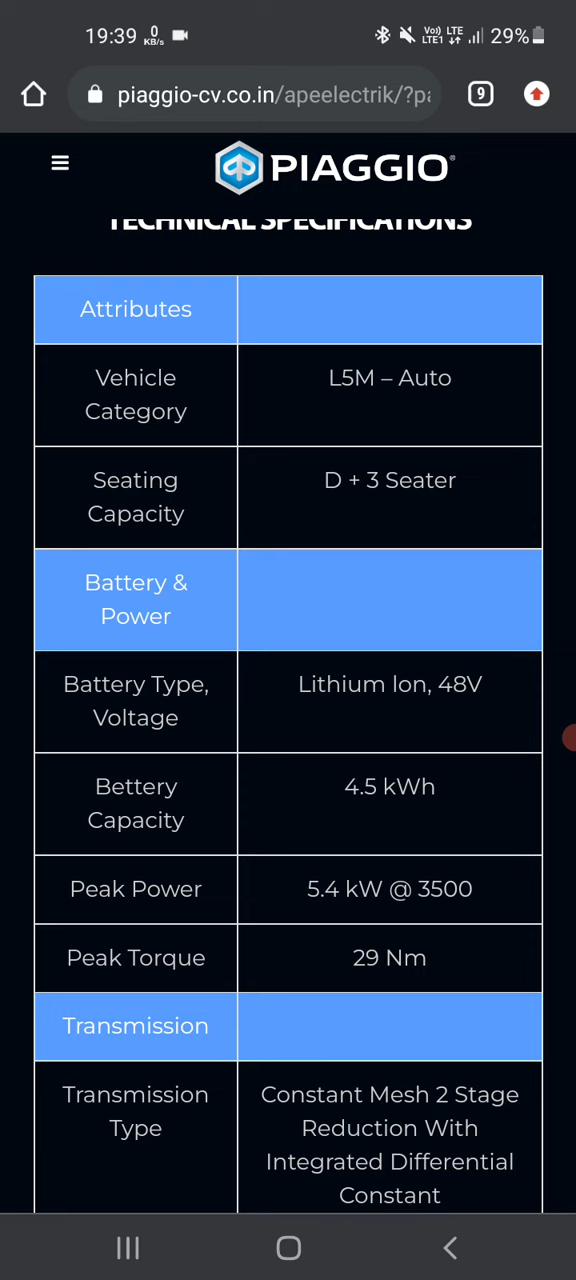 19:39 0 KB/s Vo) LTE LTE1 29%
piaggio-cv.co.in/apeelectrik/?pa 9
PIAGGIO
TECHNICAL SPECIFICATIONS
Attributes
Vehicle Category
L5M – Auto
Seating Capacity
D + 3 Seater
Battery & Power
Battery Type, Voltage
Lithium Ion, 48V
Bettery Capacity
4.5 kWh
Peak Power
5.4 kW @ 3500
Peak Torque
29 Nm
Transmission
Transmission Type
Constant Mesh 2 Stage
Reduction With
Integrated Differential
Constant